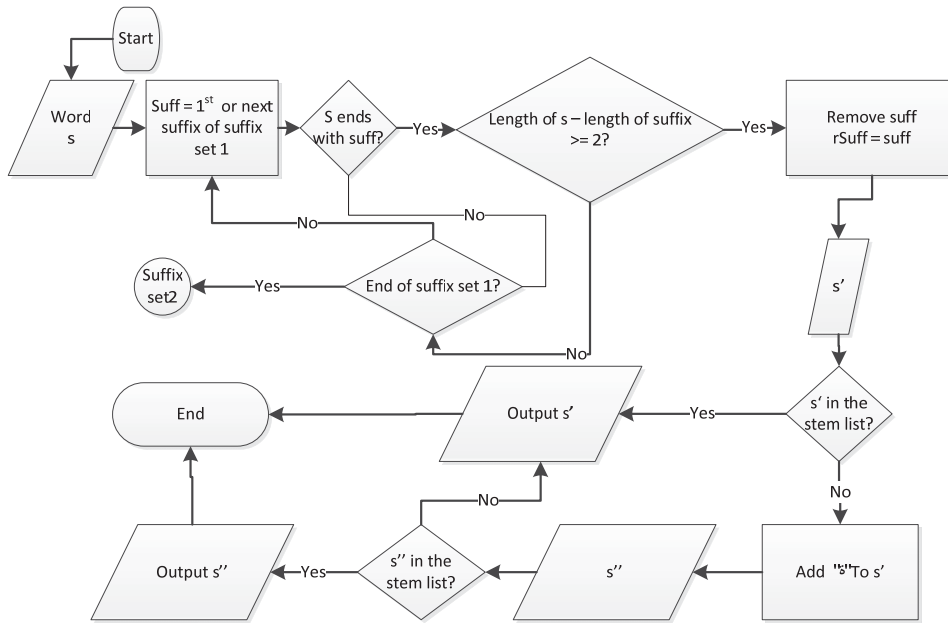 Start
Word
s
Suff = 1st or next
suffix of suffix
set 1
S ends
with suff?
Yes
Length of s – length of suffix
>= 2?
Yes
Remove suff
rSuff = suff
No
No
Suffix
set2
Yes
End of suffix set 1?
No
s’
s‘ in the
stem list?
Yes
Output s’
End
No
No
Add To s’
s’’
s’’ in the
stem list?
Yes
Output s’’